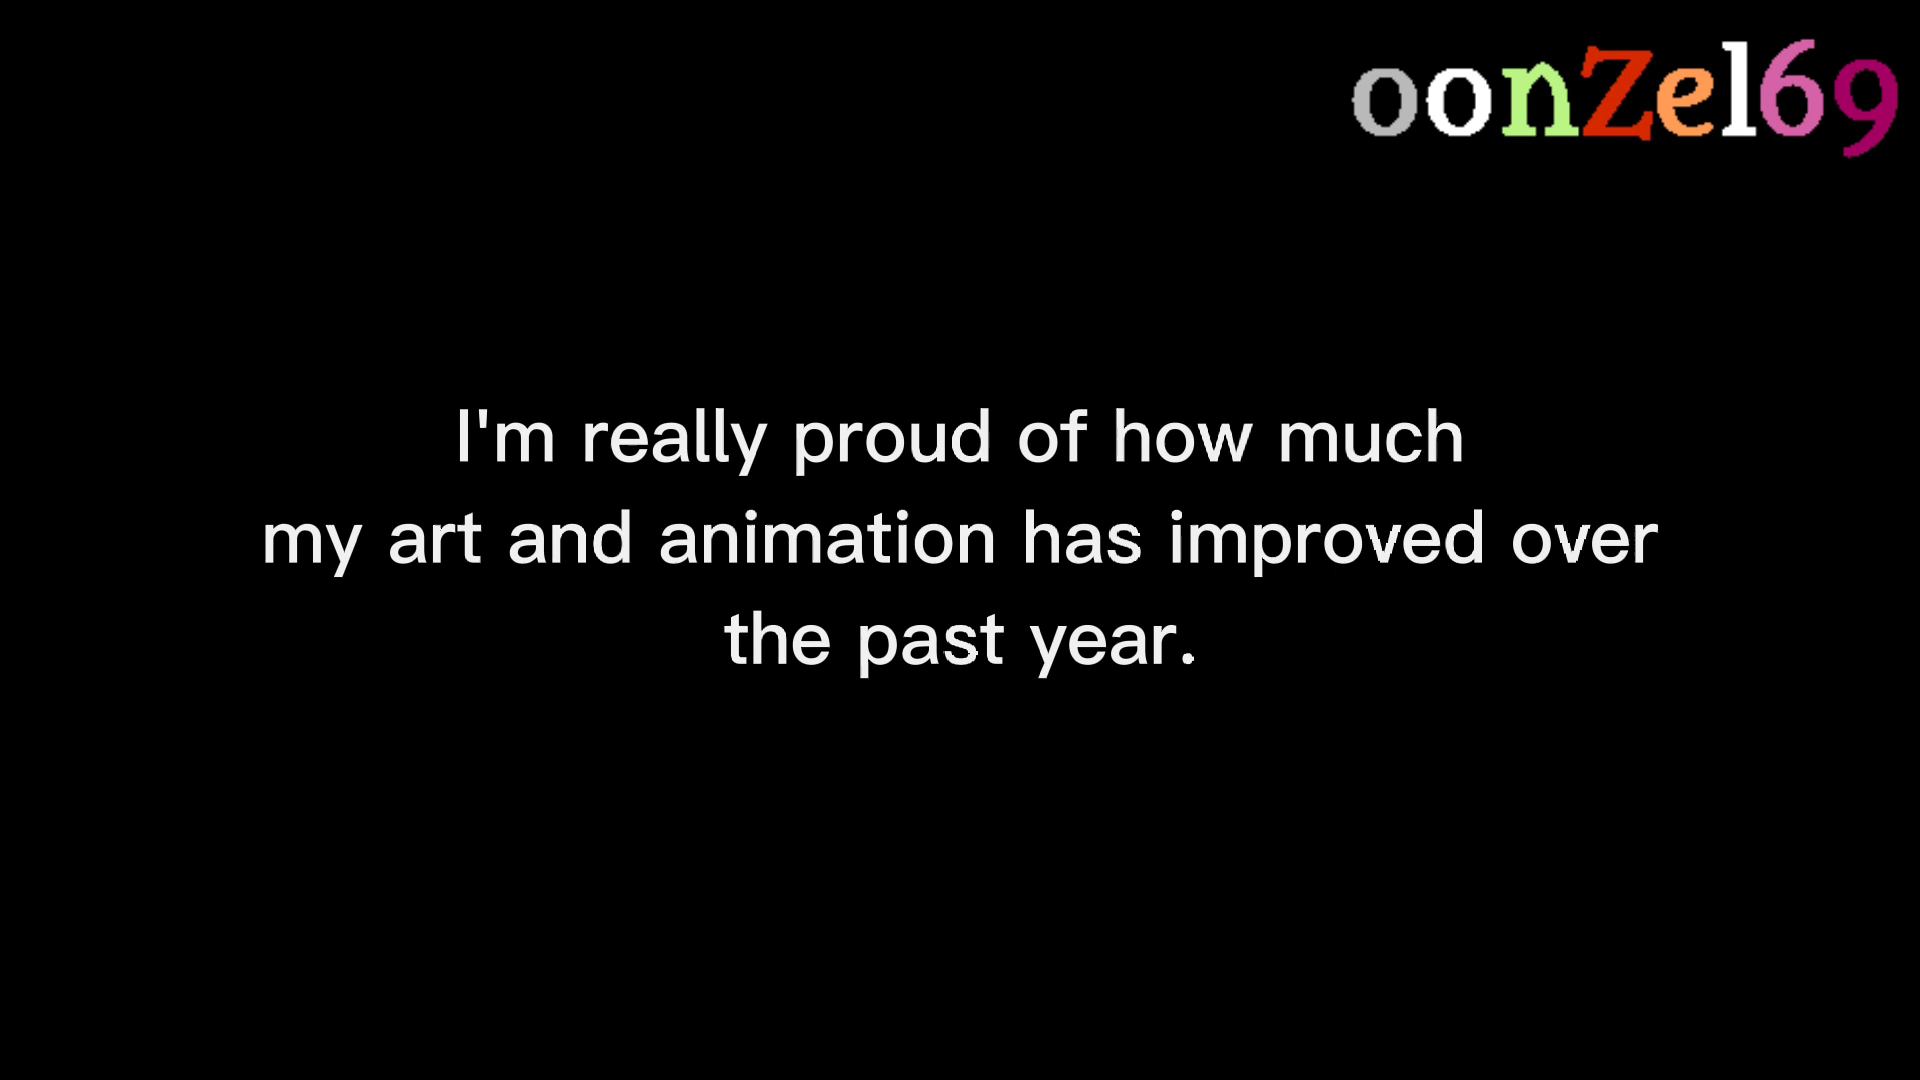 oonZel69
I'm really proud of how much
my art and animation has improved over
the past year.